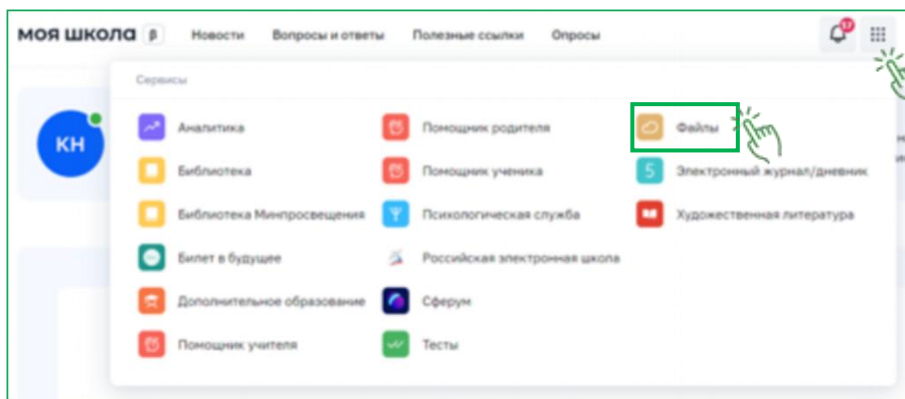 моя школа β Новости Вопросы и ответы Полезные ссылки Опросы 17
Сервисы
КН
Аналитика Помощник родителя Файлы
Библиотека Помощник ученика 5 Электронный журнал/дневник
Библиотека Минпросвещения Психологическая служба Художественная литература
Билет в будущее Российская электронная школа
Дополнительное образование Сферум
Помощник учителя Тесты